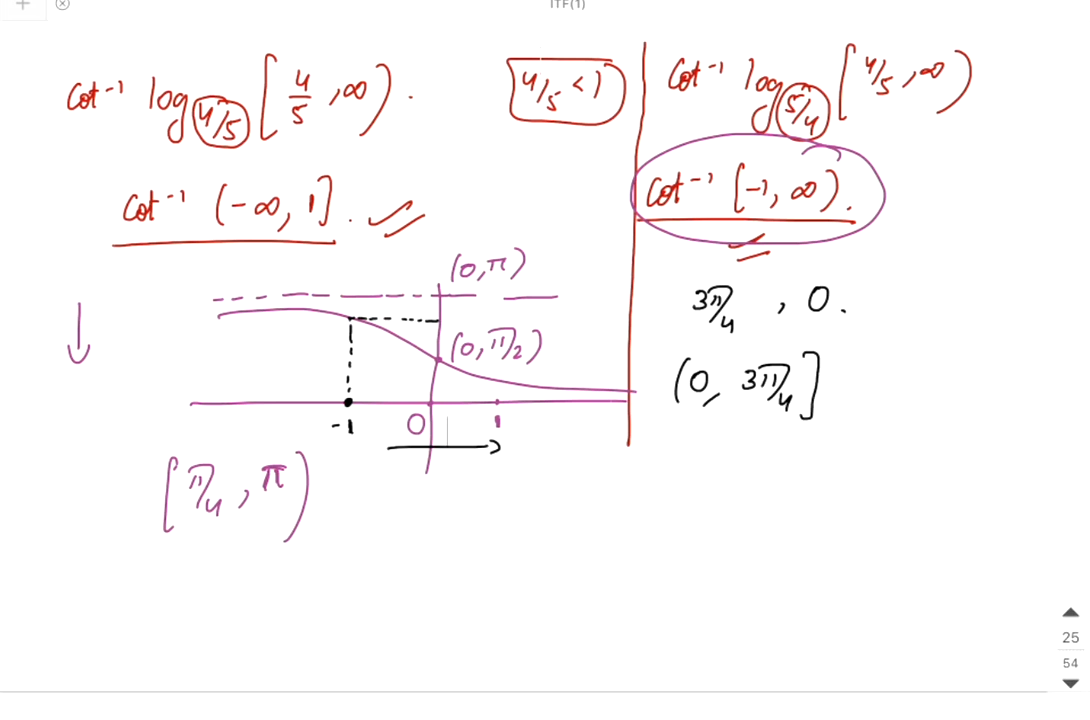 ITF(1)
Cot⁻¹ log_{4/5} [4/5, ∞).
4/5 < 1
Cot⁻¹ log_{5/4} [4/5, ∞)
Cot⁻¹ (-∞, 1].
Cot⁻¹ [-1, ∞).
(0, π)
(0, π/2)
-1
0
1
3π/4 , 0.
(0, 3π/4]
[π/4, π)
25
54